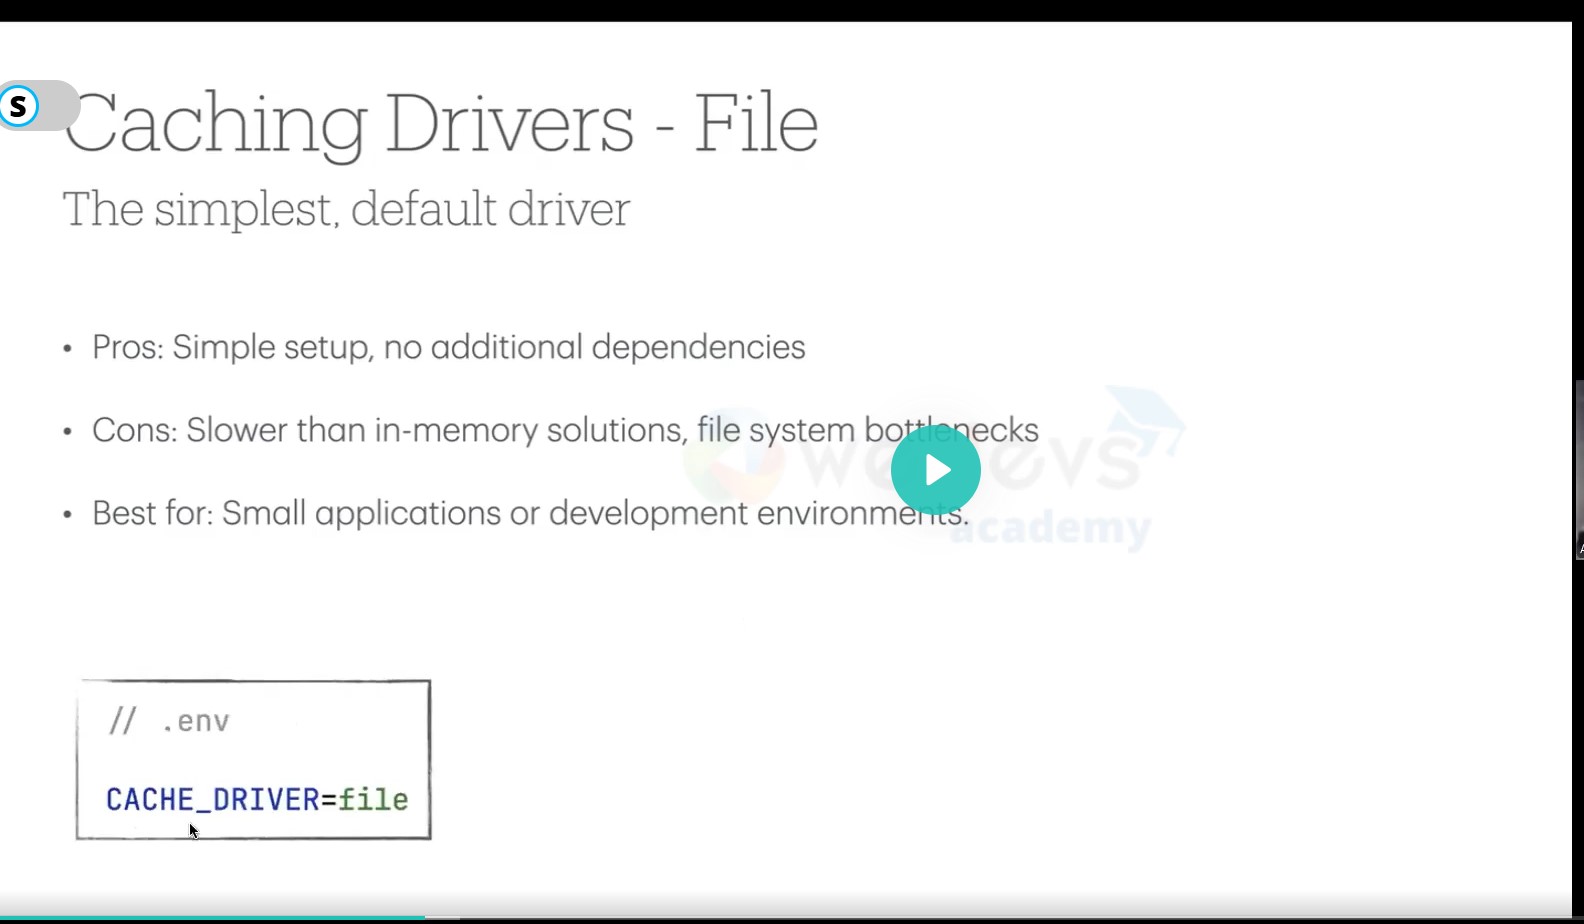 S
Caching Drivers - File
The simplest, default driver
• Pros: Simple setup, no additional dependencies
• Cons: Slower than in-memory solutions, file system bottlenecks
• Best for: Small applications or development environments.
academy
// .env
CACHE_DRIVER=file